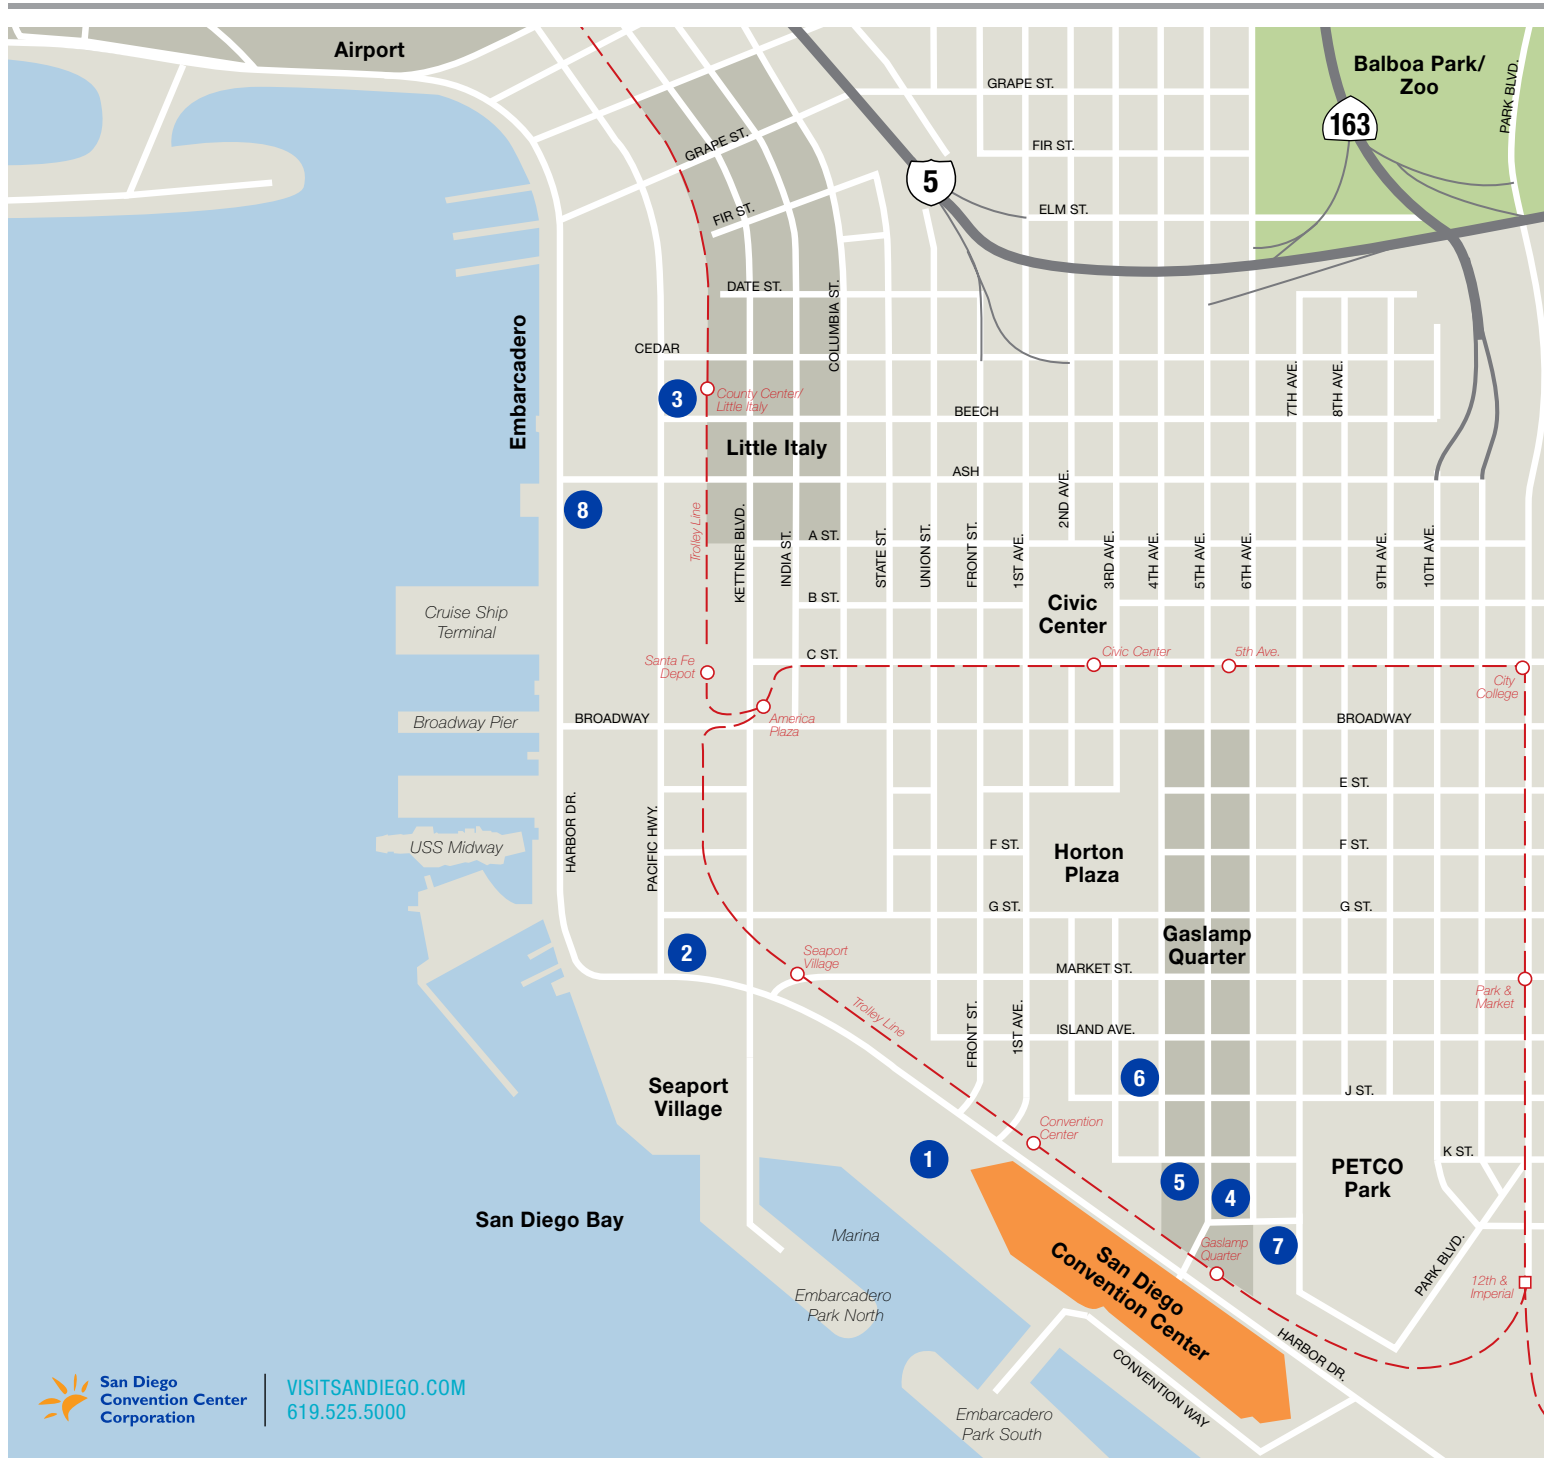 Airport
Balboa Park/
Zoo
PARK BLVD.
163
GRAPE ST.
GRAPE ST.
FIR ST.
5
FIR ST.
ELM ST.
DATE ST.
COLUMBIA ST.
Embarcadero
CEDAR
3
County Center/
Little Italy
7TH AVE.
8TH AVE.
BEECH
Little Italy
ASH
8
Trolley Line
KETTNER BLVD.
INDIA ST.
A ST.
STATE ST.
UNION ST.
FRONT ST.
1ST AVE.
2ND AVE.
3RD AVE.
4TH AVE.
5TH AVE.
6TH AVE.
9TH AVE.
10TH AVE.
B ST.
Civic
Center
Cruise Ship
Terminal
C ST.
Santa Fe
Depot
Civic Center
5th Ave.
City
College
Broadway Pier
BROADWAY
America
Plaza
BROADWAY
E ST.
HARBOR DR.
PACIFIC HWY.
USS Midway
F ST.
Horton
Plaza
F ST.
G ST.
G ST.
2
Seaport
Village
Gaslamp
Quarter
MARKET ST.
Park &
Market
Trolley Line
FRONT ST.
1ST AVE.
ISLAND AVE.
Seaport
Village
6
J ST.
Convention
Center
1
K ST.
PETCO
Park
5
4
San Diego Bay
Marina
7
Gaslamp
Quarter
San Diego
Convention Center
PARK BLVD.
12th &
Imperial
Embarcadero
Park North
HARBOR DR.
CONVENTION WAY
Embarcadero
Park South
San Diego
Convention Center
Corporation
VISITSANDIEGO.COM
619.525.5000